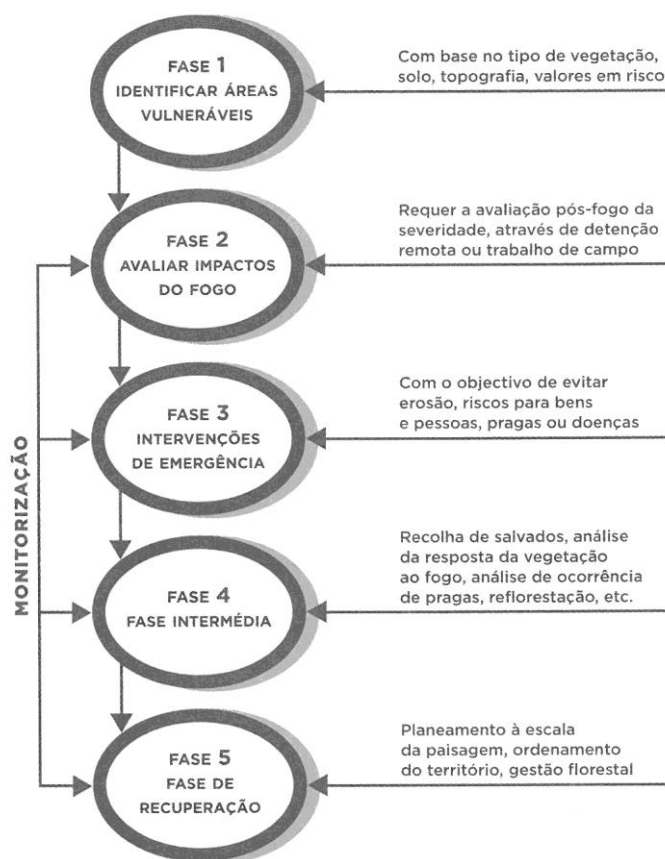 FASE 1
IDENTIFICAR ÁREAS
VULNERÁVEIS
Com base no tipo de vegetação,
solo, topografia, valores em risco
FASE 2
AVALIAR IMPACTOS
DO FOGO
Requer a avaliação pós-fogo da
severidade, através de detenção
remota ou trabalho de campo
FASE 3
INTERVENÇÕES
DE EMERGÊNCIA
Com o objectivo de evitar
erosão, riscos para bens
e pessoas, pragas ou doenças
MONITORIZAÇÃO
FASE 4
FASE INTERMÉDIA
Recolha de salvados, análise
da resposta da vegetação
ao fogo, análise de ocorrência
de pragas, reflorestação, etc.
FASE 5
FASE DE
RECUPERAÇÃO
Planeamento à escala
da paisagem, ordenamento
do território, gestão florestal